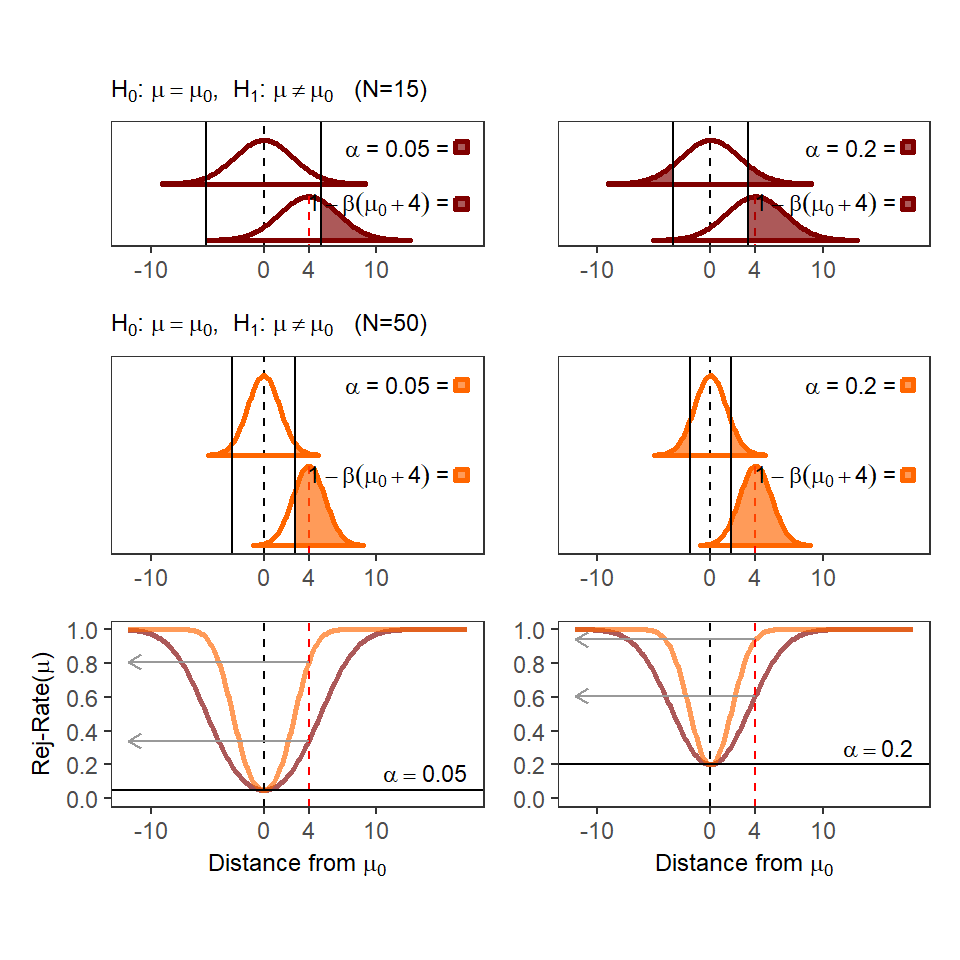 H₀: μ = μ₀,  H₁: μ ≠ μ₀   (N=15)
α = 0.05 =
1 − β(μ₀ + 4) =
-10 0 4 10
α = 0.2 =
1 − β(μ₀ + 4) =
-10 0 4 10
H₀: μ = μ₀,  H₁: μ ≠ μ₀   (N=50)
α = 0.05 =
1 − β(μ₀ + 4) =
-10 0 4 10
α = 0.2 =
1 − β(μ₀ + 4) =
-10 0 4 10
Rej-Rate(μ)
1.0
0.8
0.6
0.4
0.2
0.0
α = 0.05
-10 0 4 10
Distance from μ₀
1.0
0.8
0.6
0.4
0.2
0.0
α = 0.2
-10 0 4 10
Distance from μ₀